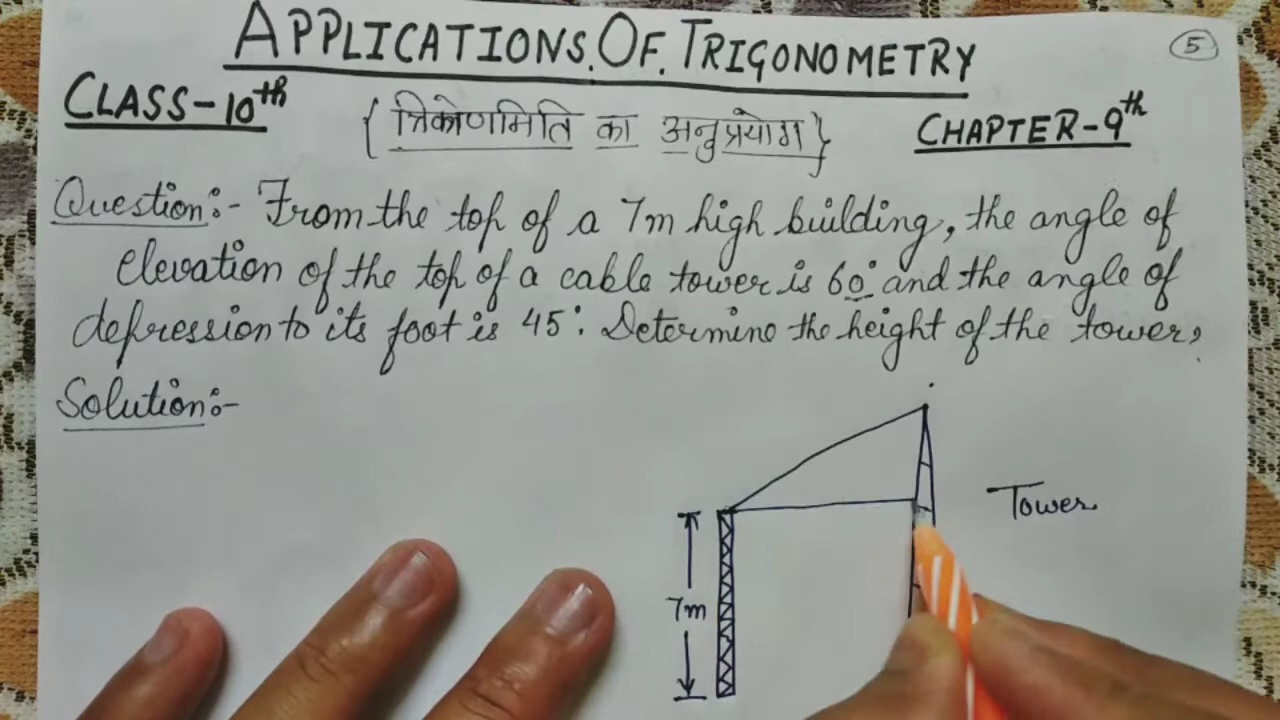 APPLICATIONS OF TRIGONOMETRY
5
CLASS-10th
{त्रिकोणमिति का अनुप्रयोग}
CHAPTER-9th
Question:- From the top of a 7m high building, the angle of
elevation of the top of a cable tower is 60° and the angle of
depression to its foot is 45°. Determine the height of the tower.
Solution:-
Tower
7m